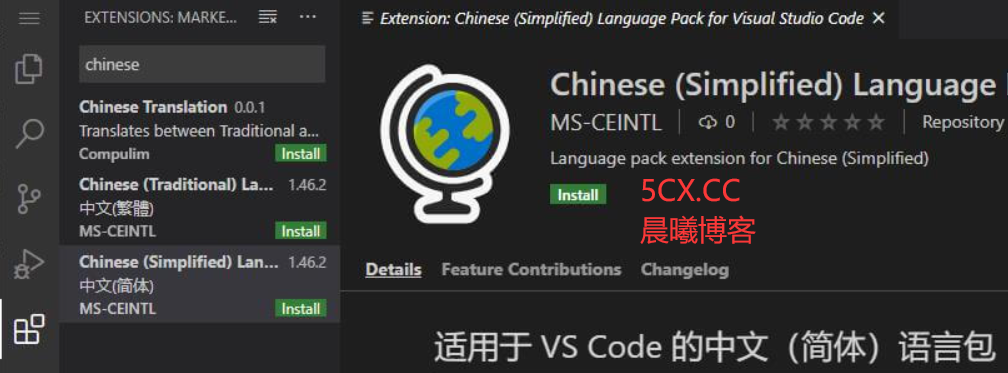 EXTENSIONS: MARKE...
chinese
Chinese Translation 0.0.1
Translates between Traditional a...
Compulim Install
Chinese (Traditional) La... 1.46.2
中文(繁體)
MS-CEINTL Install
Chinese (Simplified) Lan... 1.46.2
中文(简体)
MS-CEINTL Install
Extension: Chinese (Simplified) Language Pack for Visual Studio Code
Chinese (Simplified) Language
MS-CEINTL 0 Repository
Language pack extension for Chinese (Simplified)
Install
5CX.CC
晨曦博客
Details Feature Contributions Changelog
适用于 VS Code 的中文（简体）语言包